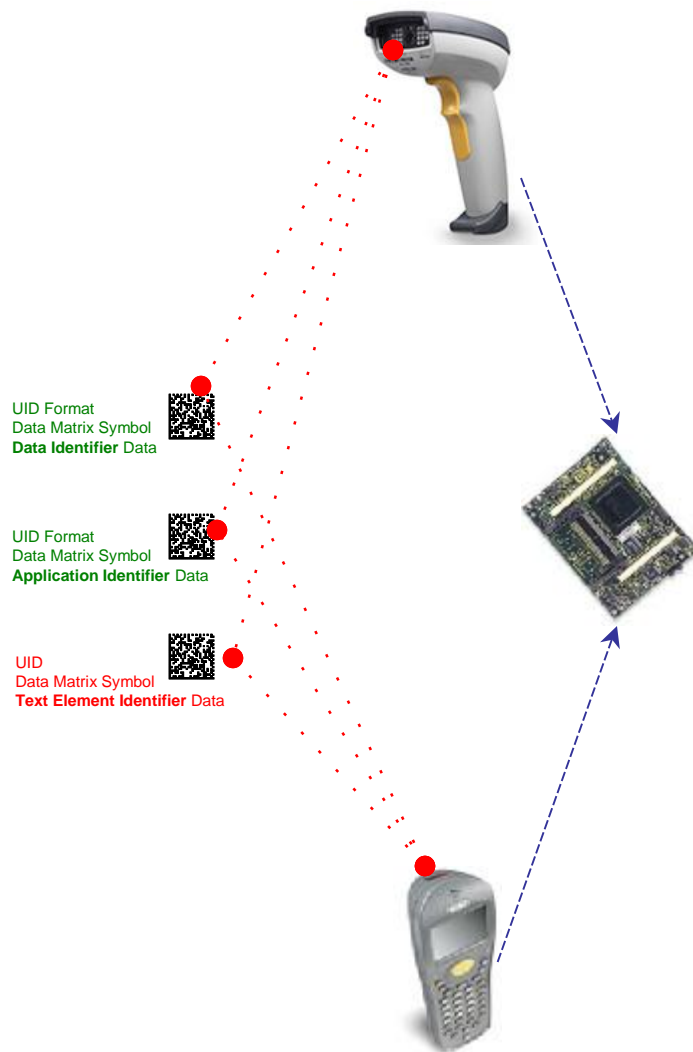 UID Format
Data Matrix Symbol
Data Identifier Data
UID Format
Data Matrix Symbol
Application Identifier Data
UID
Data Matrix Symbol
Text Element Identifier Data